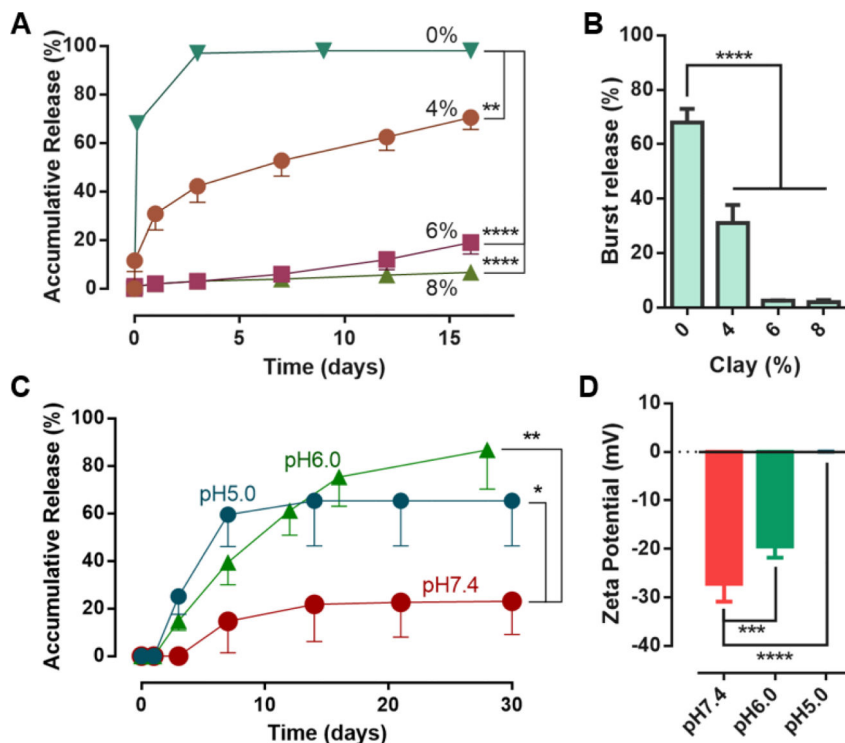 A
Accumulative Release (%)
100
80
60
40
20
0
0%
4%
6%
8%
**
****
****
0
5
10
15
Time (days)
B
Burst release (%)
100
80
60
40
20
0
****
0
4
6
8
Clay (%)
C
Accumulative Release (%)
100
80
60
40
20
0
pH6.0
pH5.0
pH7.4
**
*
0
10
20
30
Time (days)
D
Zeta Potential (mV)
10
0
-10
-20
-30
-40
***
****
pH7.4
pH6.0
pH5.0